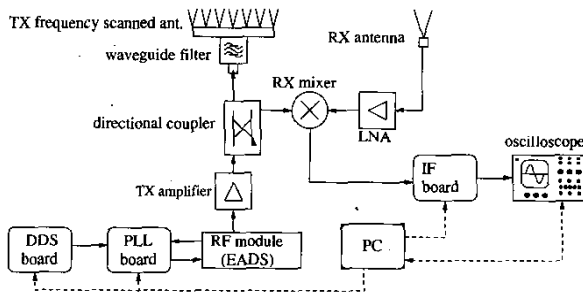 TX frequency scanned ant.
waveguide filter
RX antenna
RX mixer
directional coupler
LNA
oscilloscope
TX amplifier
IF
board
DDS
board
PLL
board
RF module
(EADS)
PC